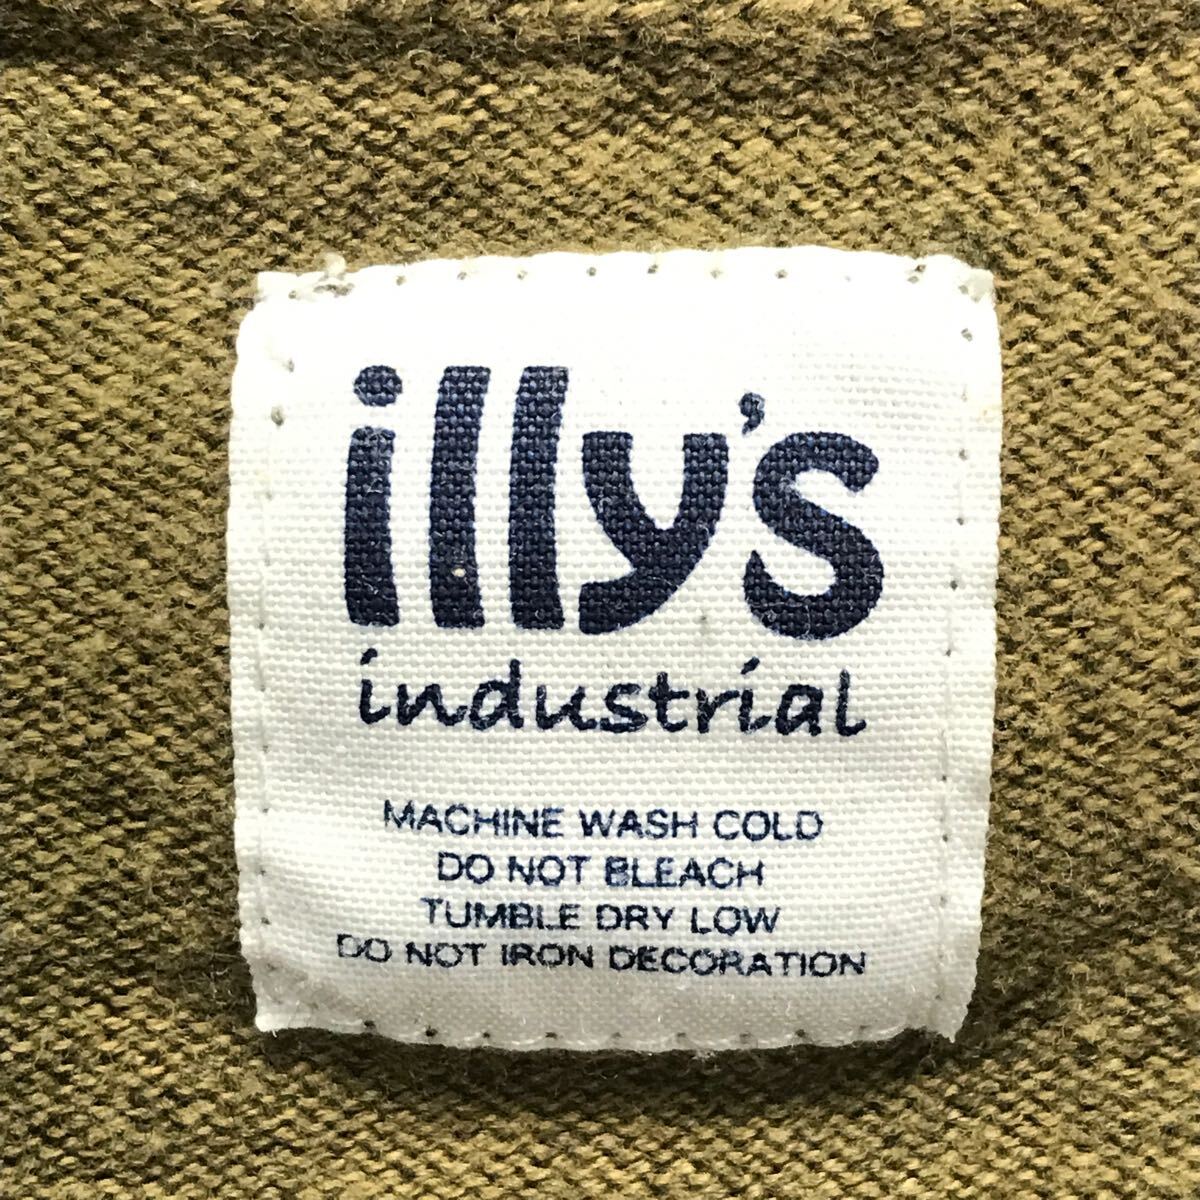 illy's
industrial
MACHINE WASH COLD
DO NOT BLEACH
TUMBLE DRY LOW
DO NOT IRON DECORATION